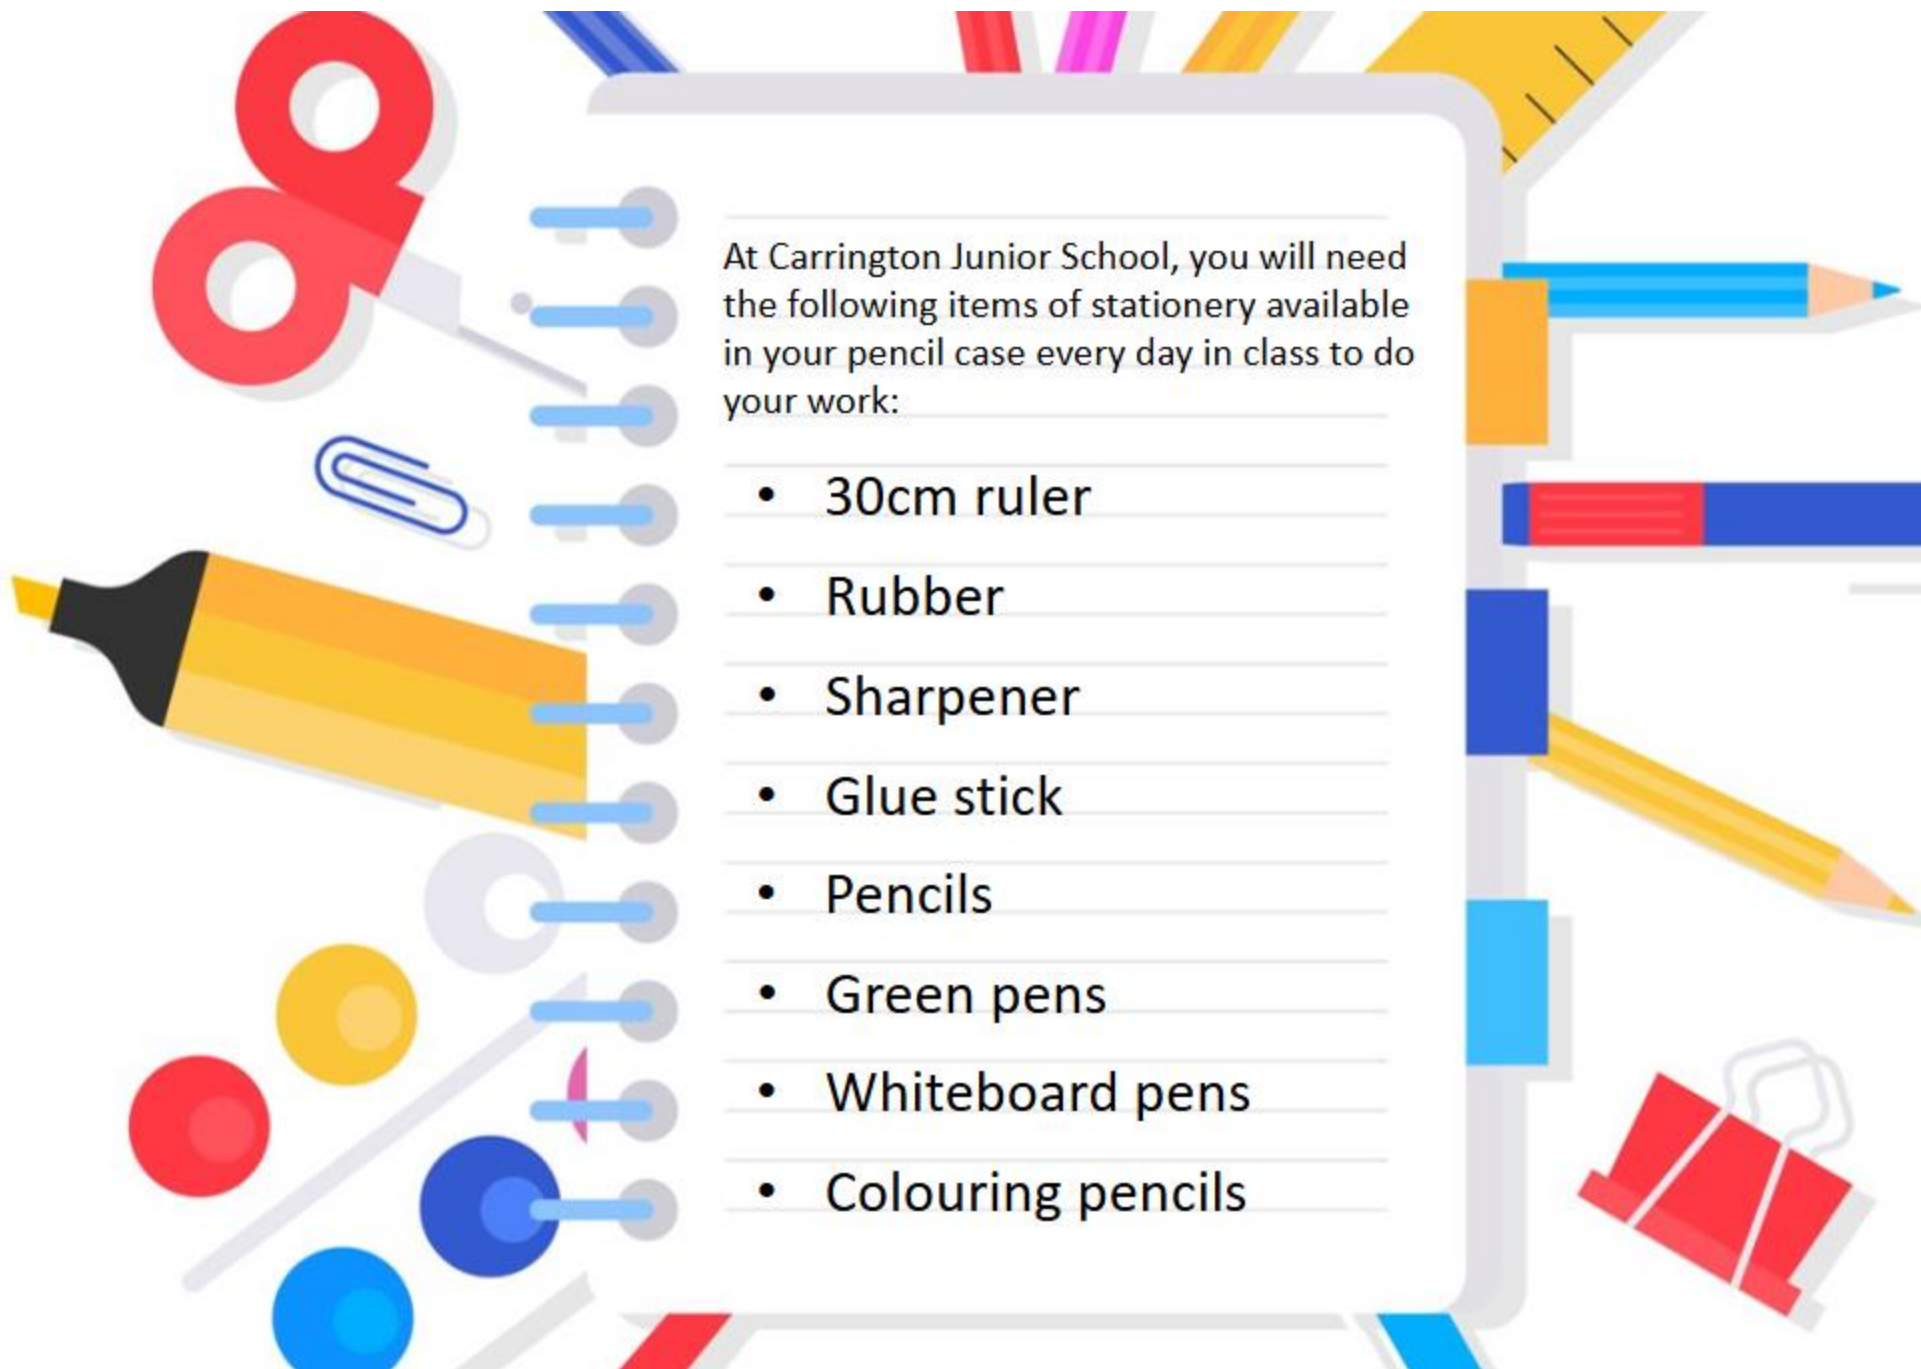 At Carrington Junior School, you will need
the following items of stationery available
in your pencil case every day in class to do
your work:
• 30cm ruler
• Rubber
• Sharpener
• Glue stick
• Pencils
• Green pens
• Whiteboard pens
• Colouring pencils